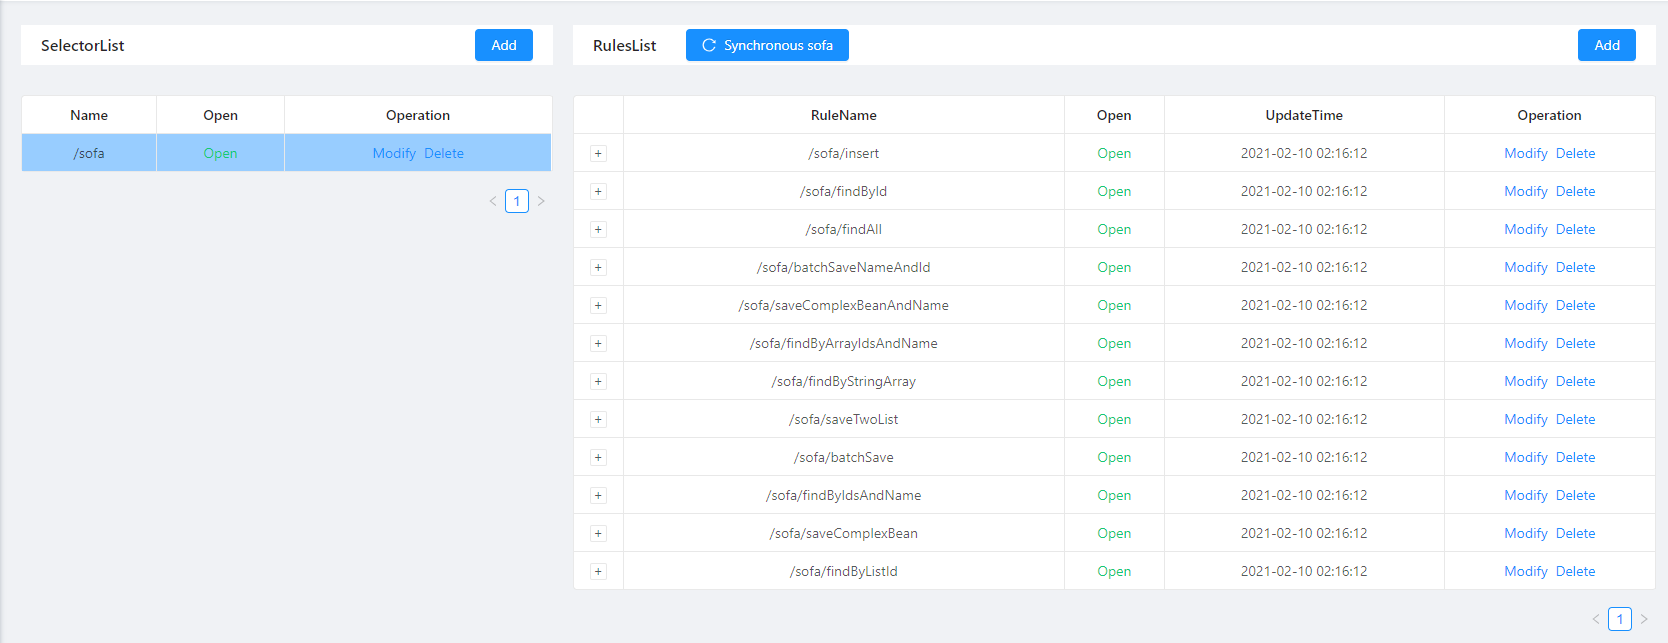 SelectorList Add
Name Open Operation
/sofa Open Modify Delete
< 1 >
RulesList Synchronous sofa Add
RuleName Open UpdateTime Operation
+ /sofa/insert Open 2021-02-10 02:16:12 Modify Delete
+ /sofa/findById Open 2021-02-10 02:16:12 Modify Delete
+ /sofa/findAll Open 2021-02-10 02:16:12 Modify Delete
+ /sofa/batchSaveNameAndId Open 2021-02-10 02:16:12 Modify Delete
+ /sofa/saveComplexBeanAndName Open 2021-02-10 02:16:12 Modify Delete
+ /sofa/findByArrayIdsAndName Open 2021-02-10 02:16:12 Modify Delete
+ /sofa/findByStringArray Open 2021-02-10 02:16:12 Modify Delete
+ /sofa/saveTwoList Open 2021-02-10 02:16:12 Modify Delete
+ /sofa/batchSave Open 2021-02-10 02:16:12 Modify Delete
+ /sofa/findByIdsAndName Open 2021-02-10 02:16:12 Modify Delete
+ /sofa/saveComplexBean Open 2021-02-10 02:16:12 Modify Delete
+ /sofa/findByListId Open 2021-02-10 02:16:12 Modify Delete
< 1 >